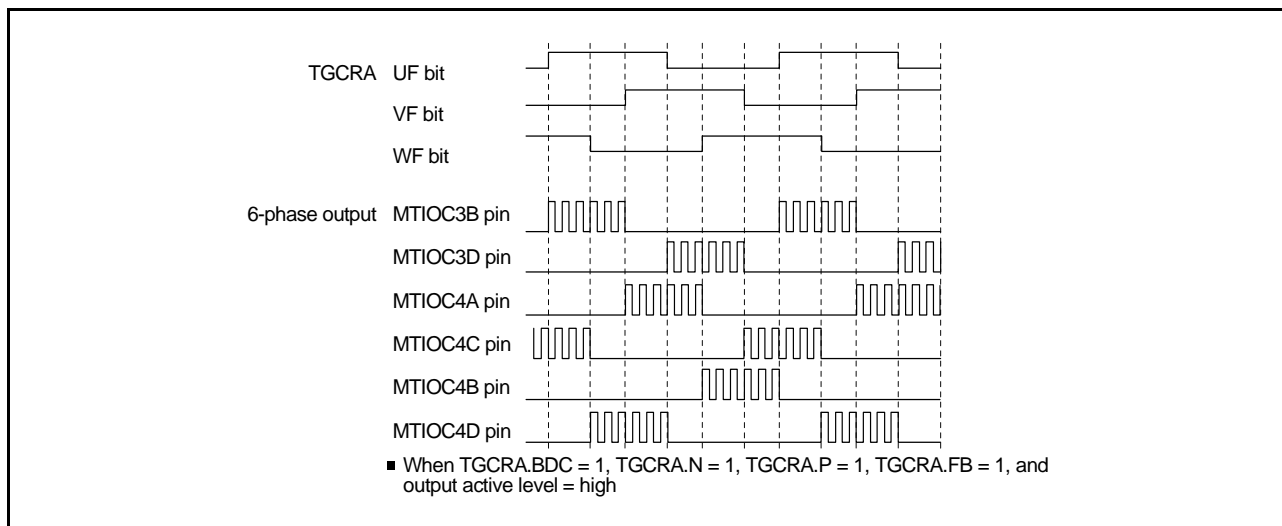 TGCRA UF bit
VF bit
WF bit
6-phase output MTIOC3B pin
MTIOC3D pin
MTIOC4A pin
MTIOC4C pin
MTIOC4B pin
MTIOC4D pin
■ When TGCRA.BDC = 1, TGCRA.N = 1, TGCRA.P = 1, TGCRA.FB = 1, and
output active level = high